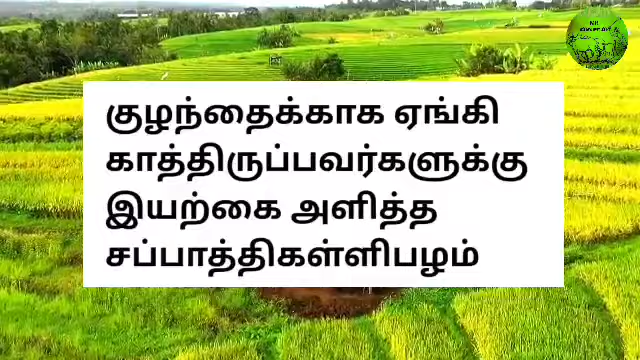 குழந்தைக்காக ஏங்கி
காத்திருப்பவர்களுக்கு
இயற்கை அளித்த
சப்பாத்திகள்ளிபழம்